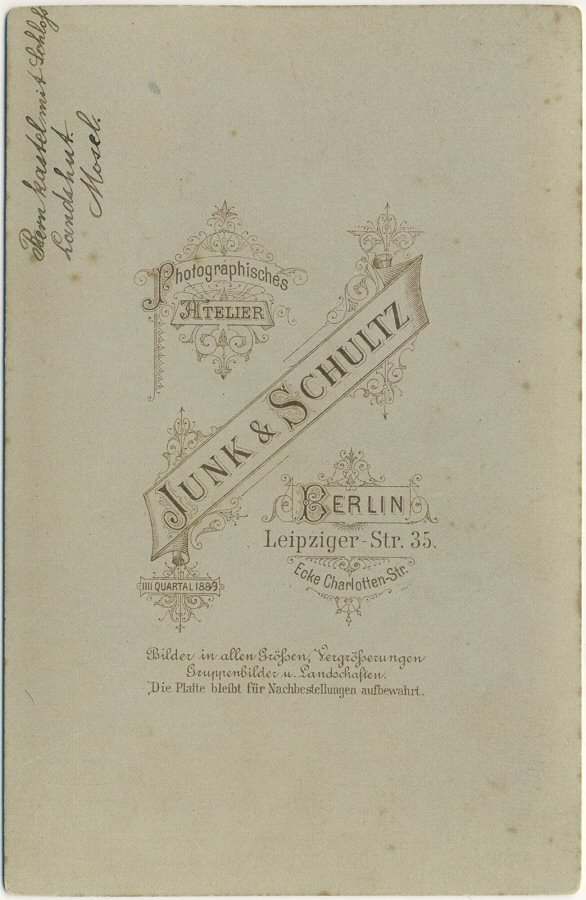 Bernkastel mit Schloß
Landshut.
Mosel.
Photographisches
ATELIER
JUNK & SCHULTZ
BERLIN
Leipziger-Str. 35.
Ecke Charlotten-Str.
IIII QUARTAL 1889
Bilder in allen Größen, Vergrößerungen
Gruppenbilder u. Landschaften.
Die Platte bleibt für Nachbestellungen aufbewahrt.